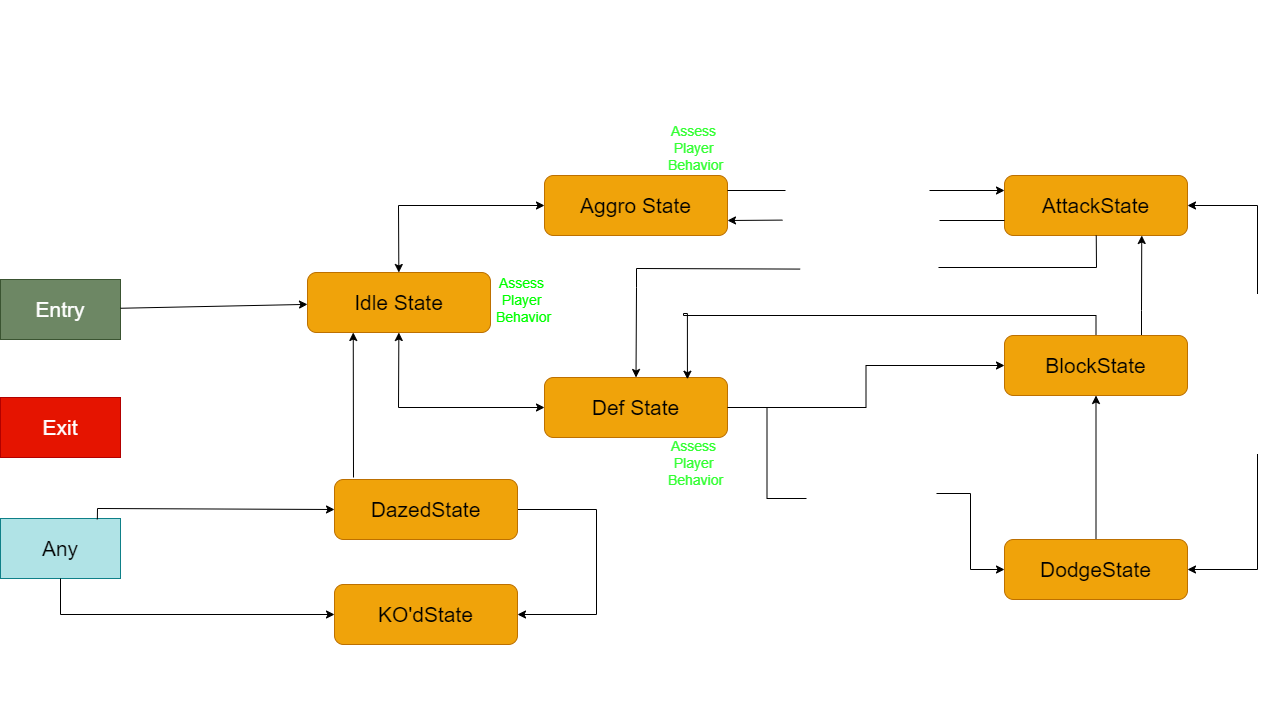 Assess
Player
Behavior
Aggro State
AttackState
Idle State
Assess
Player
Behavior
Entry
BlockState
Def State
Exit
Assess
Player
Behavior
DazedState
Any
DodgeState
KO'dState